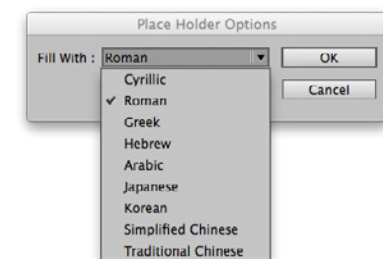 Place Holder Options
Fill With : Roman OK
Cyrillic
Cancel
✓ Roman
Greek
Hebrew
Arabic
Japanese
Korean
Simplified Chinese
Traditional Chinese